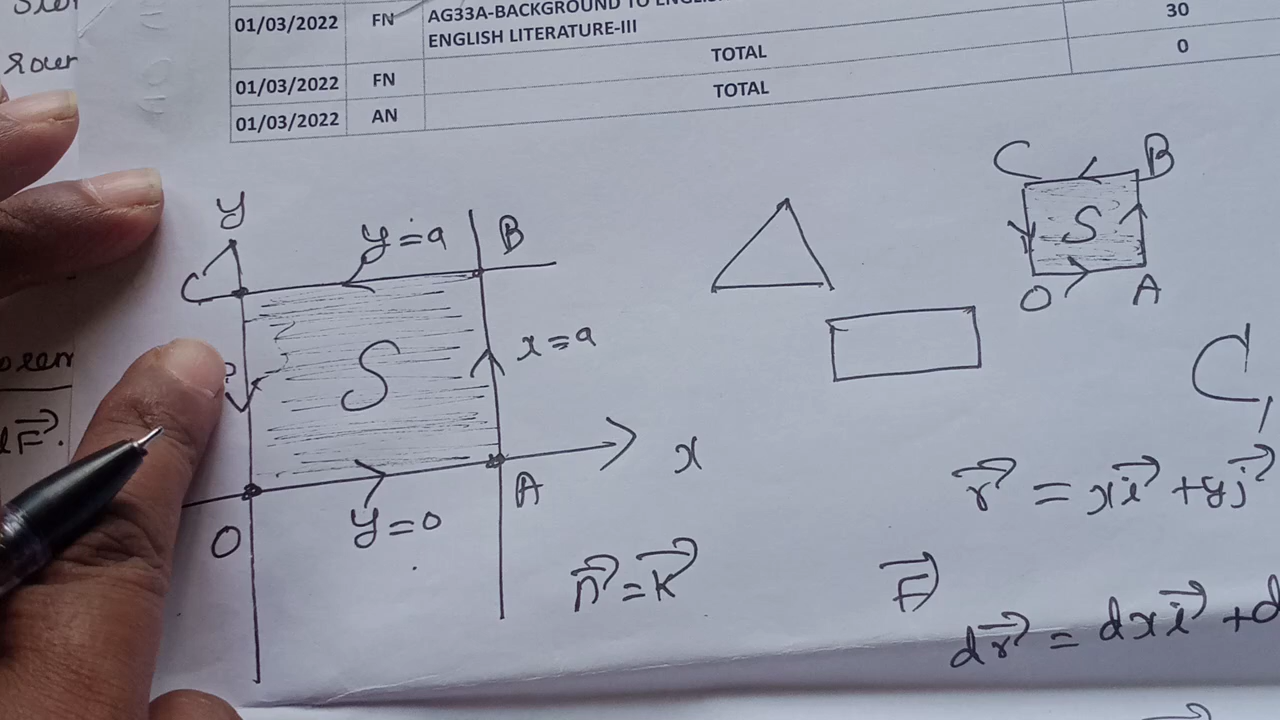 01/03/2022 FN AG33A-BACKGROUND TO
ENGLISH LITERATURE-III 30
TOTAL 0
01/03/2022 FN TOTAL
01/03/2022 AN
y
C
y=a
B
S
x=a
x
A
O
y=0
n⃗ = k⃗
C
B
S
O
A
C
r⃗ = xi⃗ + yj⃗
F⃗
dr⃗ = dxi⃗ + d
F⃗.